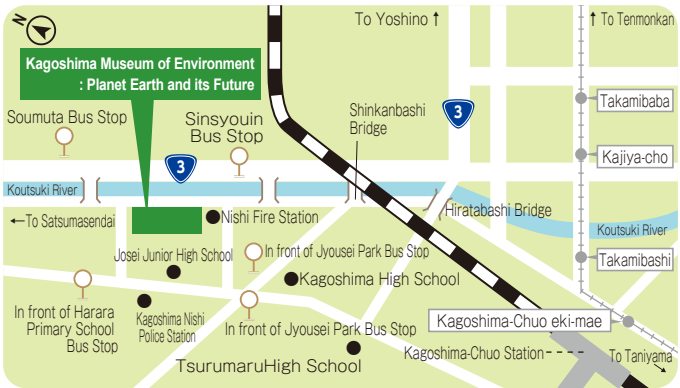 N
To Yoshino ↑
↑ To Tenmonkan
Kagoshima Museum of Environment
: Planet Earth and its Future
Soumuta Bus Stop
Sinsyouin
Bus Stop
Shinkanbashi
Bridge
3
Takamibaba
Kajiya-cho
3
Koutsuki River
←To Satsumasendai
Nishi Fire Station
Hiratabashi Bridge
Koutsuki River
Josei Junior High School
In front of Jyousei Park Bus Stop
Takamibashi
Kagoshima High School
In front of Harara
Primary School
Bus Stop
Kagoshima Nishi
Police Station
In front of Jyousei Park Bus Stop
Kagoshima-Chuo eki-mae
TsurumaruHigh School
Kagoshima-Chuo Station
To Taniyama